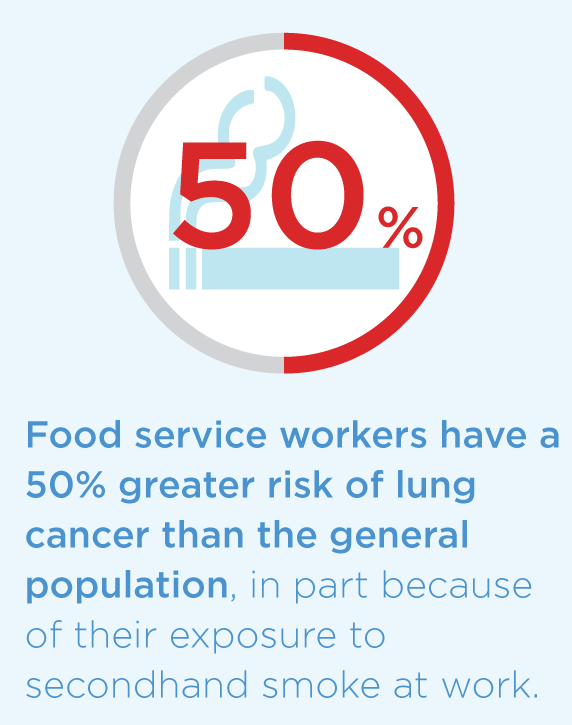 50%
Food service workers have a
50% greater risk of lung
cancer than the general
population, in part because
of their exposure to
secondhand smoke at work.